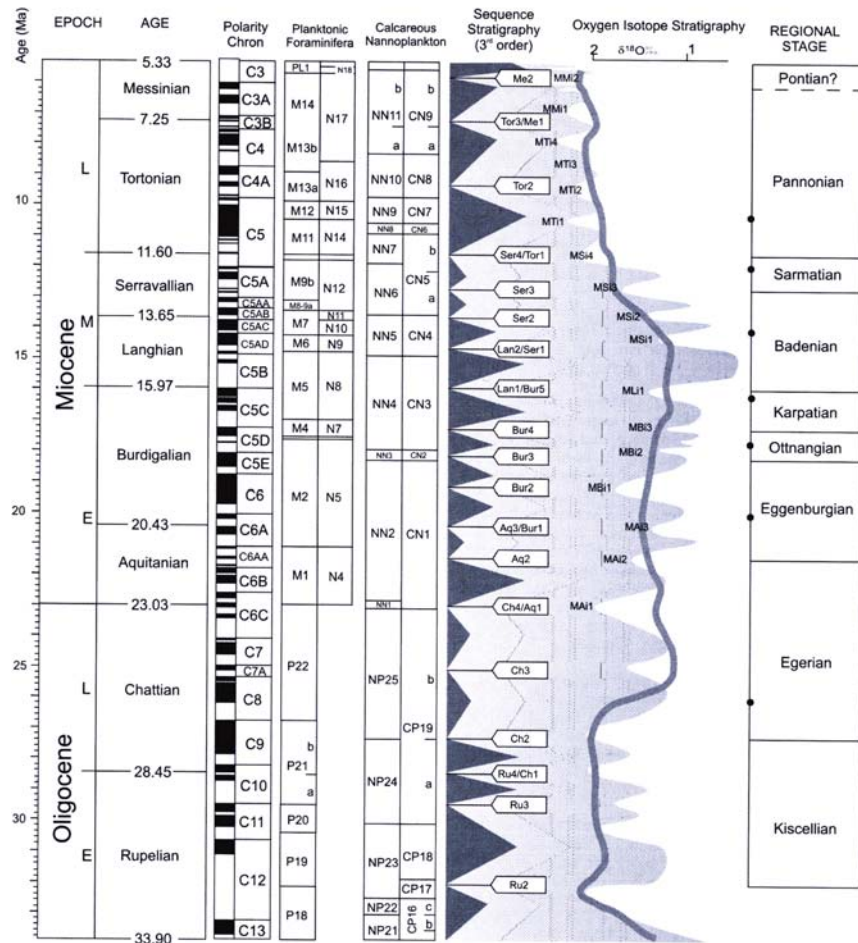 Age (Ma)
EPOCH
AGE
Polarity Chron
Planktonic Foraminifera
Calcareous Nannoplankton
Sequence Stratigraphy (3rd order)
Oxygen Isotope Stratigraphy
2 δ18O‰ 1
REGIONAL STAGE
10
15
20
25
30
Miocene
Oligocene
L
M
E
L
E
5.33
Messinian
7.25
Tortonian
11.60
Serravallian
13.65
Langhian
15.97
Burdigalian
20.43
Aquitanian
23.03
Chattian
28.45
Rupelian
33.90
C3
C3A
C3B
C4
C4A
C5
C5A
C5AA
C5AB
C5AC
C5AD
C5B
C5C
C5D
C5E
C6
C6A
C6AA
C6B
C6C
C7
C7A
C8
C9
C10
C11
C12
C13
PL1
M14
M13b
M13a
M12
M11
M9b
M8-9a
M7
M6
M5
M4
M2
M1
P22
b
P21
a
P20
P19
P18
N18
N17
N16
N15
N14
N12
N11
N10
N9
N8
N7
N5
N4
b
NN11
a
NN10
NN9
NN8
NN7
NN6
NN5
NN4
NN3
NN2
NN1
NP25
NP24
NP23
NP22
NP21
b
CN9
a
CN8
CN7
CN6
b
CN5
a
CN4
CN3
CN2
CN1
b
CP19
a
CP18
CP17
CP16
c
b
Me2
Tor3/Me1
Tor2
Ser4/Tor1
Ser3
Ser2
Lan2/Ser1
Lan1/Bur5
Bur4
Bur3
Bur2
Aq3/Bur1
Aq2
Ch4/Aq1
Ch3
Ch2
Ru4/Ch1
Ru3
Ru2
MMi2
MMi1
MTi4
MTi3
MTi2
MTi1
MSi4
MSi3
MSi2
MSi1
MLi1
MBi3
MBi2
MBi1
MAi3
MAi2
MAi1
Pontian?
Pannonian
Sarmatian
Badenian
Karpatian
Ottnangian
Eggenburgian
Egerian
Kiscellian